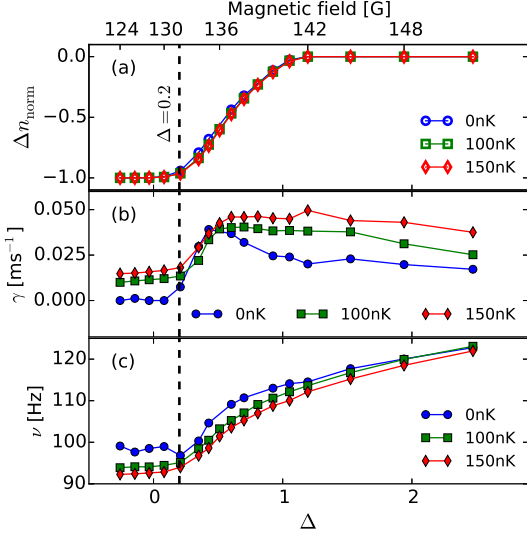 Magnetic field [G]
124 130 136 142 148
(a)
Δn_norm
0.0
−0.5
−1.0
Δ=0.2
0nK
100nK
150nK
(b)
γ [ms⁻¹]
0.050
0.025
0.000
0nK 100nK 150nK
(c)
ν [Hz]
120
110
100
90
0nK
100nK
150nK
0 1 2
Δ